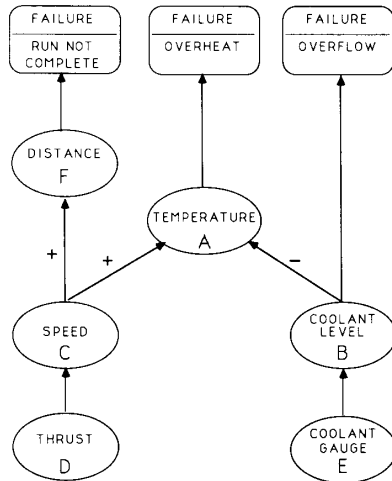 FAILURE
RUN NOT
COMPLETE
FAILURE
OVERHEAT
FAILURE
OVERFLOW
DISTANCE
F
TEMPERATURE
A
+
+
−
SPEED
C
COOLANT
LEVEL
B
THRUST
D
COOLANT
GAUGE
E